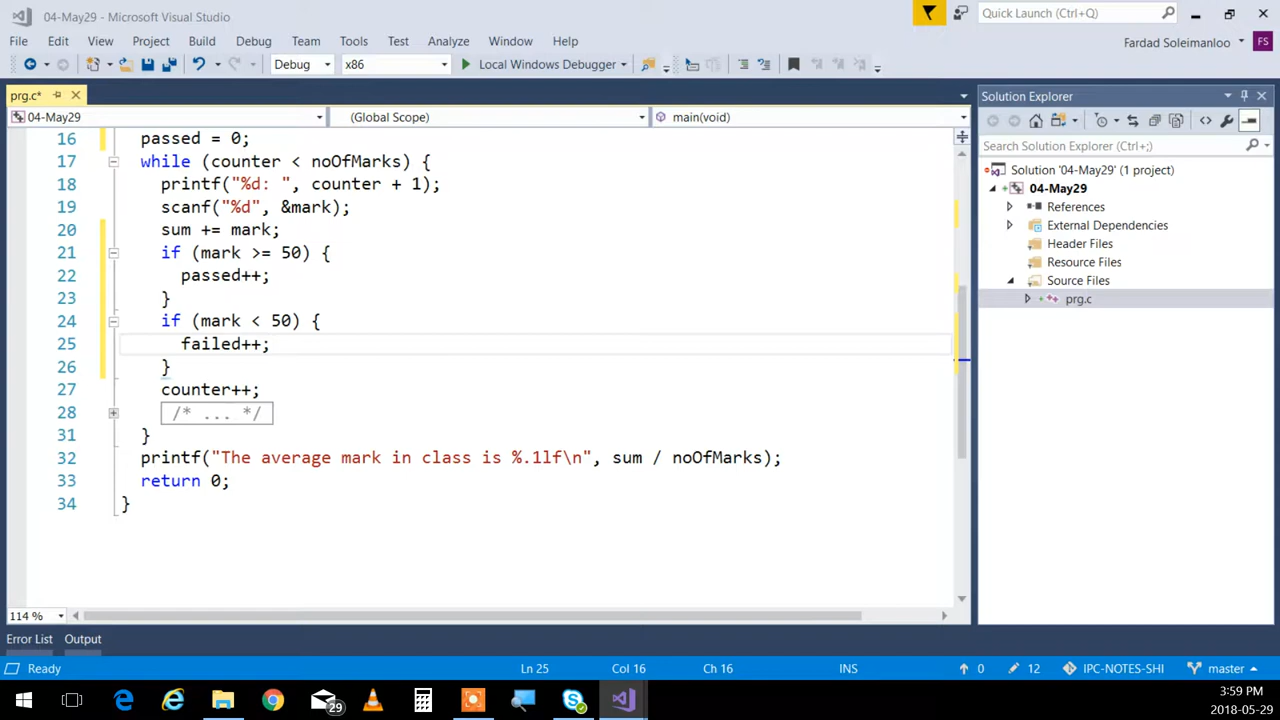 04-May29 - Microsoft Visual Studio
Quick Launch (Ctrl+Q)
File Edit View Project Build Debug Team Tools Test Analyze Window Help
Fardad Soleimanloo FS
Debug x86 Local Windows Debugger
prg.c*
04-May29 (Global Scope) main(void)
16 passed = 0;
17 while (counter < noOfMarks) {
18 printf("%d: ", counter + 1);
19 scanf("%d", &mark);
20 sum += mark;
21 if (mark >= 50) {
22 passed++;
23 }
24 if (mark < 50) {
25 failed++;
26 }
27 counter++;
28 /* ... */
31 }
32 printf("The average mark in class is %.1lf\n", sum / noOfMarks);
33 return 0;
34 }
114 %
Solution Explorer
Search Solution Explorer (Ctrl+;)
Solution '04-May29' (1 project)
04-May29
References
External Dependencies
Header Files
Resource Files
Source Files
prg.c
Error List Output
Ready Ln 25 Col 16 Ch 16 INS 0 12 IPC-NOTES-SHI master
29
3:59 PM
2018-05-29